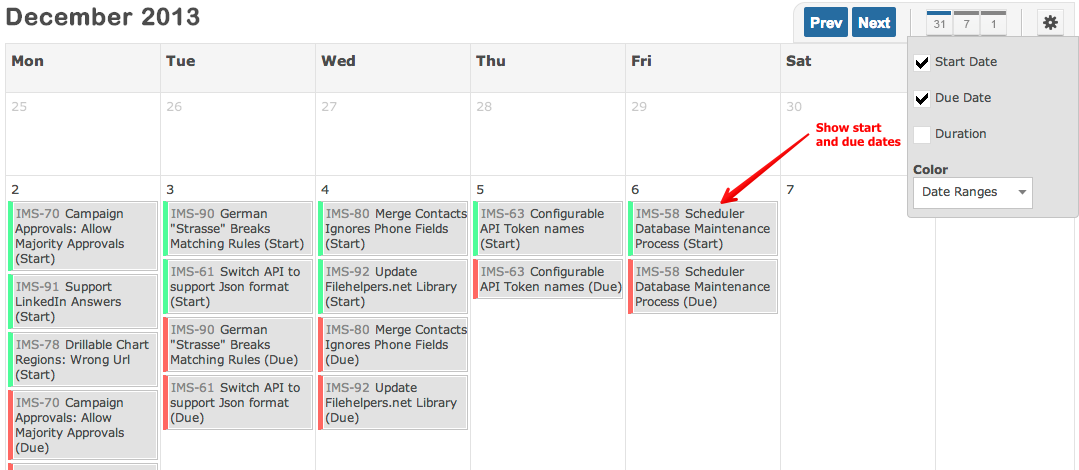 December 2013
Prev
Next
31
7
1
Mon
Tue
Wed
Thu
Fri
Sat
Start Date
Due Date
Duration
Color
Date Ranges
25
26
27
28
29
30
Show start
and due dates
2
3
4
5
6
7
IMS-70 Campaign
Approvals: Allow
Majority Approvals
(Start)
IMS-91 Support
LinkedIn Answers
(Start)
IMS-78 Drillable Chart
Regions: Wrong Url
(Start)
IMS-70 Campaign
Approvals: Allow
Majority Approvals
(Due)
IMS-90 German
"Strasse" Breaks
Matching Rules (Start)
IMS-61 Switch API to
support Json format
(Start)
IMS-90 German
"Strasse" Breaks
Matching Rules (Due)
IMS-61 Switch API to
support Json format
(Due)
IMS-80 Merge Contacts
Ignores Phone Fields
(Start)
IMS-92 Update
Filehelpers.net Library
(Start)
IMS-80 Merge Contacts
Ignores Phone Fields
(Due)
IMS-92 Update
Filehelpers.net Library
(Due)
IMS-63 Configurable
API Token names
(Start)
IMS-63 Configurable
API Token names (Due)
IMS-58 Scheduler
Database Maintenance
Process (Start)
IMS-58 Scheduler
Database Maintenance
Process (Due)